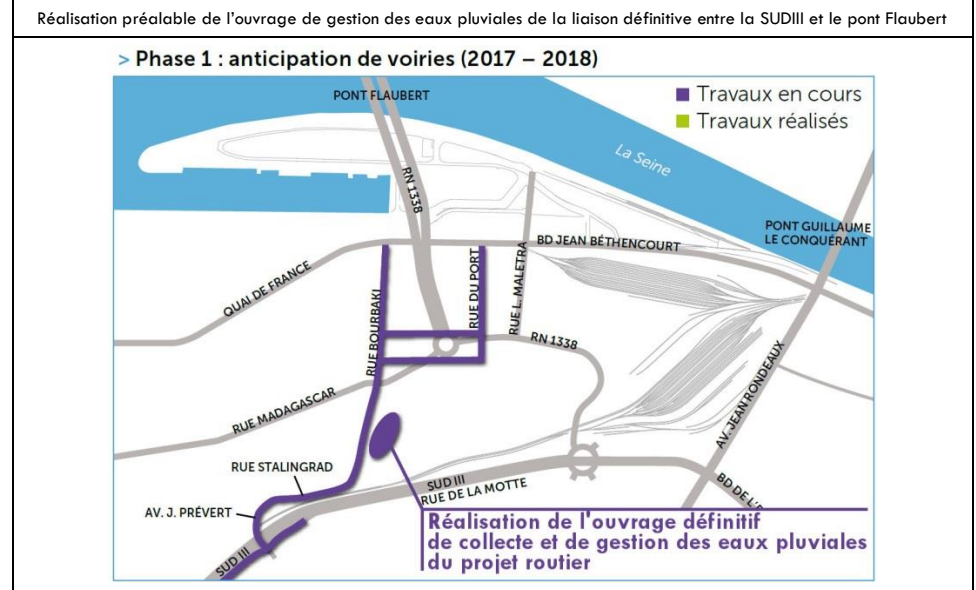 Réalisation préalable de l’ouvrage de gestion des eaux pluviales de la liaison définitive entre la SUDIII et le pont Flaubert
> Phase 1 : anticipation de voiries (2017 – 2018)
PONT FLAUBERT
Travaux en cours
Travaux réalisés
La Seine
RN 1338
PONT GUILLAUME
LE CONQUÉRANT
BD JEAN BÉTHENCOURT
QUAI DE FRANCE
RUE BOURBAKI
RUE DU PORT
RUE L. MALETRA
RN 1338
AV. JEAN RONDEAUX
RUE MADAGASCAR
RUE STALINGRAD
SUD III
RUE DE LA MOTTE
AV. J. PRÉVERT
BD DE L'
SUD III
Réalisation de l'ouvrage définitif
de collecte et de gestion des eaux pluviales
du projet routier